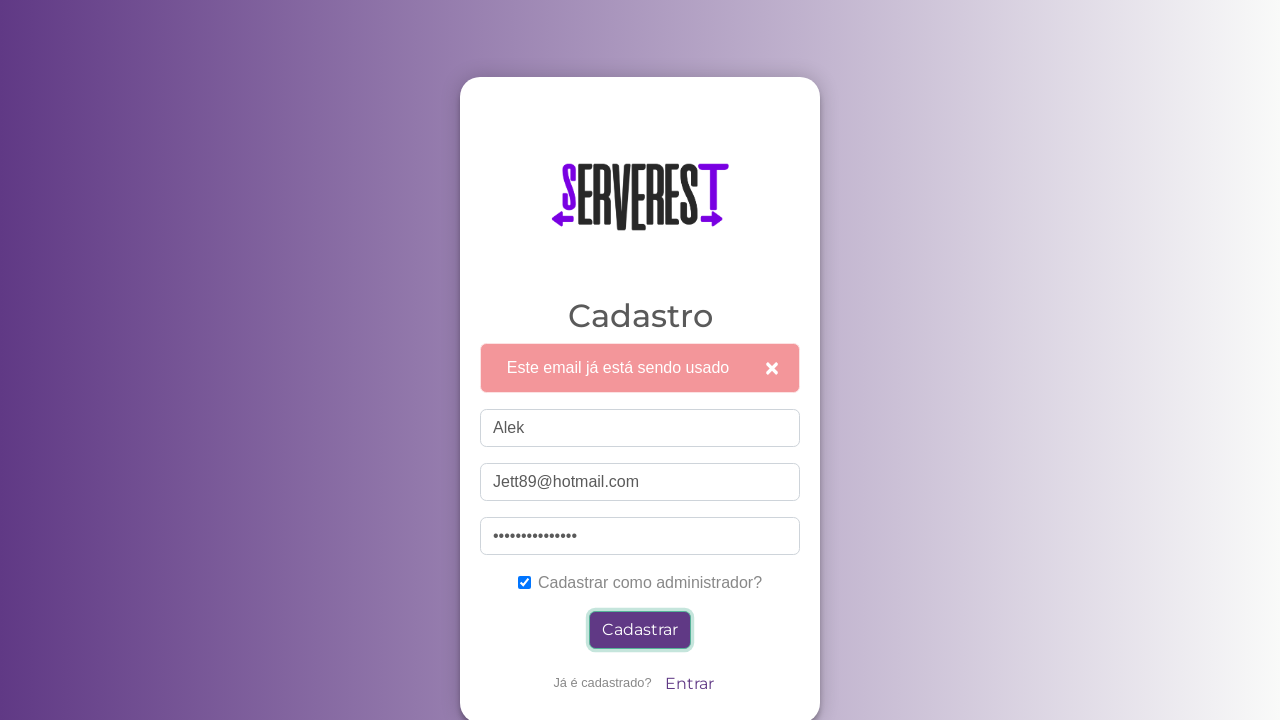 SERVEREST
Cadastro
Este email já está sendo usado
×
Alek
Jett89@hotmail.com
•••••••••••••••
Cadastrar como administrador?
Cadastrar
Já é cadastrado? Entrar